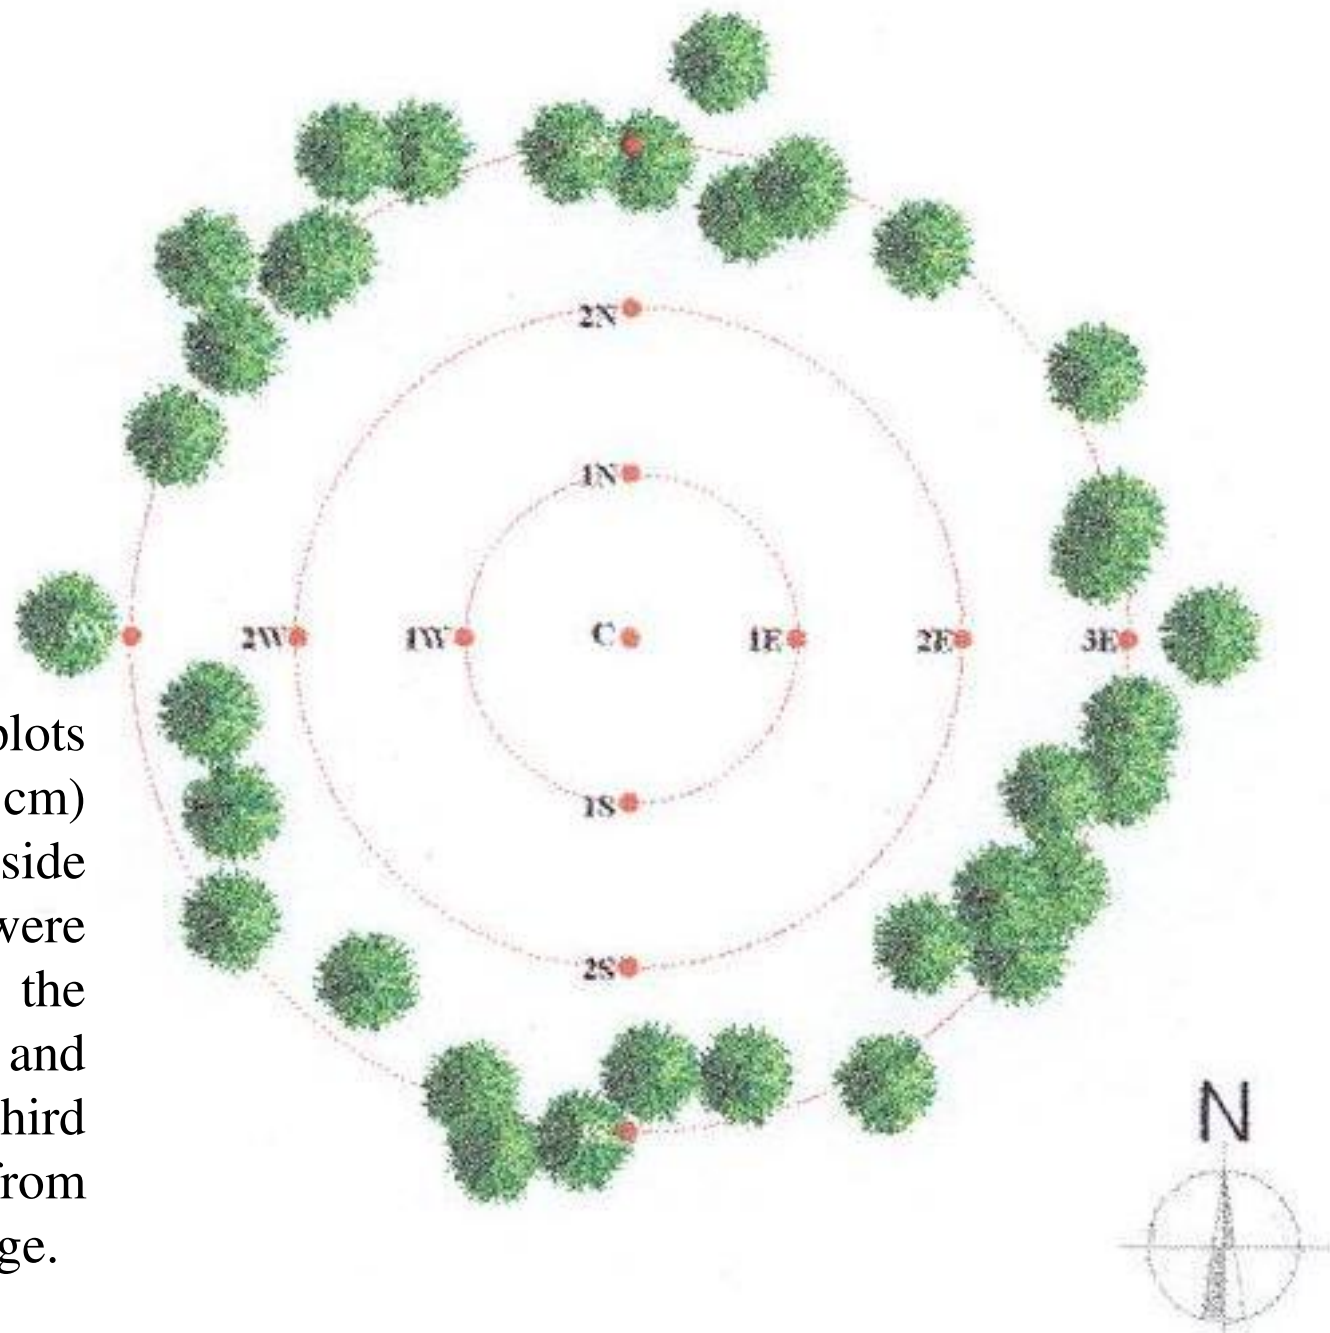 2N
1N
2W 1W C 1E 2E 3E
plots
cm)
1S
side
were
2S
the
and
N
hird
from
ge.